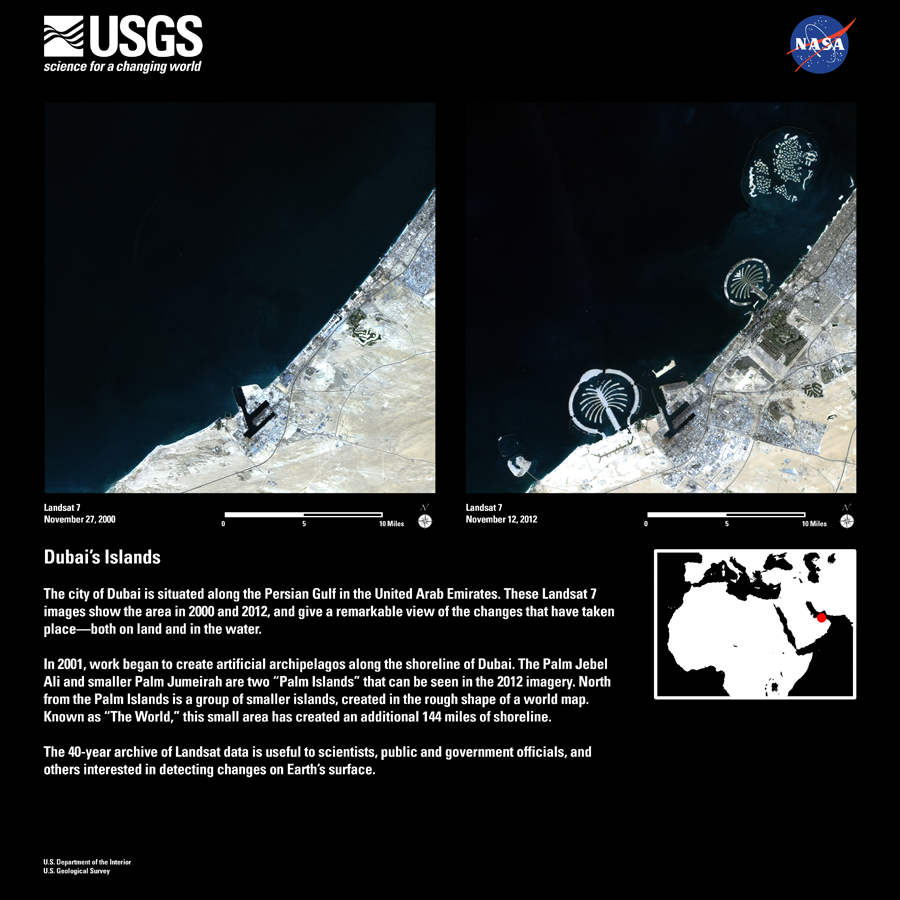 USGS
science for a changing world
NASA
Landsat 7
November 27, 2000
0 5 10 Miles
N
Landsat 7
November 12, 2012
0 5 10 Miles
N
Dubai’s Islands
The city of Dubai is situated along the Persian Gulf in the United Arab Emirates. These Landsat 7
images show the area in 2000 and 2012, and give a remarkable view of the changes that have taken
place—both on land and in the water.
In 2001, work began to create artificial archipelagos along the shoreline of Dubai. The Palm Jebel
Ali and smaller Palm Jumeirah are two “Palm Islands” that can be seen in the 2012 imagery. North
from the Palm Islands is a group of smaller islands, created in the rough shape of a world map.
Known as “The World,” this small area has created an additional 144 miles of shoreline.
The 40-year archive of Landsat data is useful to scientists, public and government officials, and
others interested in detecting changes on Earth’s surface.
U.S. Department of the Interior
U.S. Geological Survey